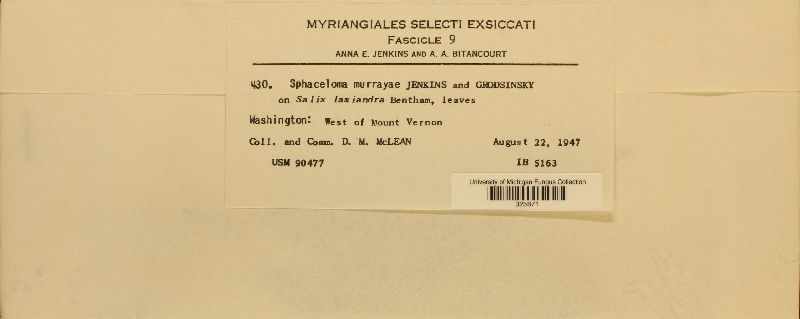 MYRIANGIALES SELECTI EXSICCATI
FASCICLE 9
ANNA E. JENKINS AND A. A. BITANCOURT
430. Sphaceloma murrayae JENKINS and GRODSINSKY
on Salix lasiandra Bentham, leaves
Washington: West of Mount Vernon
Coll. and Comm. D. M. McLEAN August 22, 1947
USM 90477 IB 5163
University of Michigan Fungus Collection